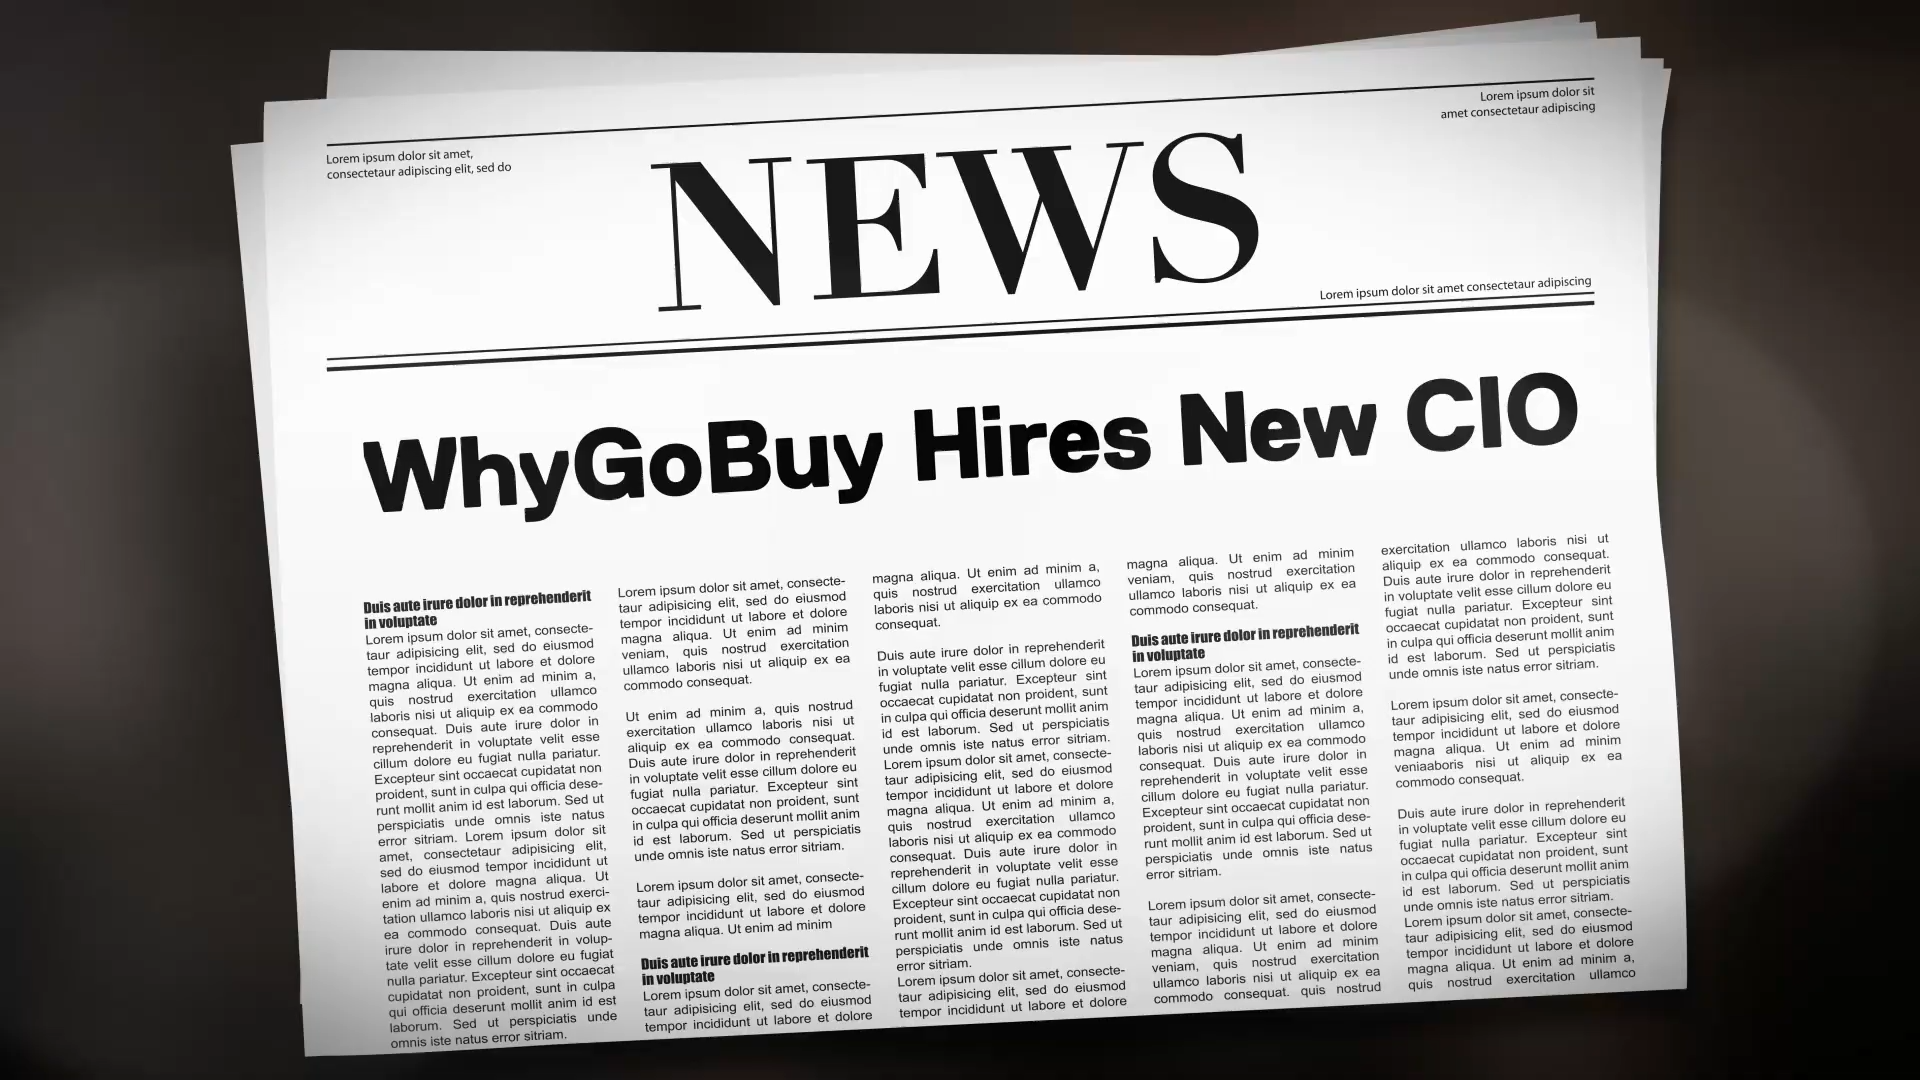 Lorem ipsum dolor sit
amet consectetaur adipiscing
Lorem ipsum dolor sit amet,
consectetaur adipiscing elit, sed do
NEWS
Lorem ipsum dolor sit amet consectetaur adipiscing
WhyGoBuy Hires New CIO
Duis aute irure dolor in reprehenderit
in voluptate
Lorem ipsum dolor sit amet, consecte-
taur adipisicing elit, sed do eiusmod
tempor incididunt ut labore et dolore
magna aliqua. Ut enim ad minim a,
quis nostrud exercitation ullamco
laboris nisi ut aliquip ex ea commodo
consequat. Duis aute irure dolor in
reprehenderit in voluptate velit esse
cillum dolore eu fugiat nulla pariatur.
Excepteur sint occaecat cupidatat non
proident, sunt in culpa qui officia dese-
runt mollit anim id est laborum. Sed ut
perspiciatis unde omnis iste natus
error sitriam. Lorem ipsum dolor sit
amet, consectetaur adipisicing elit,
sed do eiusmod tempor incididunt ut
labore et dolore magna aliqua. Ut
enim ad minim a, quis nostrud exerci-
tation ullamco laboris nisi ut aliquip ex
ea commodo consequat. Duis aute
irure dolor in reprehenderit in volup-
tate velit esse cillum dolore eu fugiat
nulla pariatur. Excepteur sint occaecat
cupidatat non proident, sunt in culpa
qui officia deserunt mollit anim id est
laborum. Sed ut perspiciatis unde
omnis iste natus error sitriam.
Lorem ipsum dolor sit amet, consecte-
taur adipisicing elit, sed do eiusmod
tempor incididunt ut labore et dolore
magna aliqua. Ut enim ad minim
veniam, quis nostrud exercitation
ullamco laboris nisi ut aliquip ex ea
commodo consequat.
Ut enim ad minim a, quis nostrud
exercitation ullamco laboris nisi ut
aliquip ex ea commodo consequat.
Duis aute irure dolor in reprehenderit
in voluptate velit esse cillum dolore eu
fugiat nulla pariatur. Excepteur sint
occaecat cupidatat non proident, sunt
in culpa qui officia deserunt mollit anim
id est laborum. Sed ut perspiciatis
unde omnis iste natus error sitriam.
Lorem ipsum dolor sit amet, consecte-
taur adipisicing elit, sed do eiusmod
tempor incididunt ut labore et dolore
magna aliqua. Ut enim ad minim
Duis aute irure dolor in reprehenderit
in voluptate
Lorem ipsum dolor sit amet, consecte-
taur adipisicing elit, sed do eiusmod
tempor incididunt ut labore et dolore
magna aliqua. Ut enim ad minim a,
quis nostrud exercitation ullamco
laboris nisi ut aliquip ex ea commodo
consequat.
Duis aute irure dolor in reprehenderit
in voluptate velit esse cillum dolore eu
fugiat nulla pariatur. Excepteur sint
occaecat cupidatat non proident, sunt
in culpa qui officia deserunt mollit anim
id est laborum. Sed ut perspiciatis
unde omnis iste natus error sitriam.
Lorem ipsum dolor sit amet, consecte-
taur adipisicing elit, sed do eiusmod
tempor incididunt ut labore et dolore
magna aliqua. Ut enim ad minim a,
quis nostrud exercitation ullamco
laboris nisi ut aliquip ex ea commodo
consequat. Duis aute irure dolor in
reprehenderit in voluptate velit esse
cillum dolore eu fugiat nulla pariatur.
Excepteur sint occaecat cupidatat non
proident, sunt in culpa qui officia dese-
runt mollit anim id est laborum. Sed ut
perspiciatis unde omnis iste natus
error sitriam.
Lorem ipsum dolor sit amet, consecte-
taur adipisicing elit, sed do eiusmod
tempor incididunt ut labore et dolore
magna aliqua. Ut enim ad minim
veniam, quis nostrud exercitation
ullamco laboris nisi ut aliquip ex ea
commodo consequat.
Duis aute irure dolor in reprehenderit
in voluptate
Lorem ipsum dolor sit amet, consecte-
taur adipisicing elit, sed do eiusmod
tempor incididunt ut labore et dolore
magna aliqua. Ut enim ad minim a,
quis nostrud exercitation ullamco
laboris nisi ut aliquip ex ea commodo
consequat. Duis aute irure dolor in
reprehenderit in voluptate velit esse
cillum dolore eu fugiat nulla pariatur.
Excepteur sint occaecat cupidatat non
proident, sunt in culpa qui officia dese-
runt mollit anim id est laborum. Sed ut
perspiciatis unde omnis iste natus
error sitriam.
Lorem ipsum dolor sit amet, consecte-
taur adipisicing elit, sed do eiusmod
tempor incididunt ut labore et dolore
magna aliqua. Ut enim ad minim
veniam, quis nostrud exercitation
ullamco laboris nisi ut aliquip ex ea
commodo consequat. quis nostrud
exercitation ullamco laboris nisi ut
aliquip ex ea commodo consequat.
Duis aute irure dolor in reprehenderit
in voluptate velit esse cillum dolore eu
fugiat nulla pariatur. Excepteur sint
occaecat cupidatat non proident, sunt
in culpa qui officia deserunt mollit anim
id est laborum. Sed ut perspiciatis
unde omnis iste natus error sitriam.
Lorem ipsum dolor sit amet, consecte-
taur adipisicing elit, sed do eiusmod
tempor incididunt ut labore et dolore
magna aliqua. Ut enim ad minim
veniaaboris nisi ut aliquip ex ea
commodo consequat.
Duis aute irure dolor in reprehenderit
in voluptate velit esse cillum dolore eu
fugiat nulla pariatur. Excepteur sint
occaecat cupidatat non proident, sunt
in culpa qui officia deserunt mollit anim
id est laborum. Sed ut perspiciatis
unde omnis iste natus error sitriam.
Lorem ipsum dolor sit amet, consecte-
taur adipisicing elit, sed do eiusmod
tempor incididunt ut labore et dolore
magna aliqua. Ut enim ad minim a,
quis nostrud exercitation ullamco